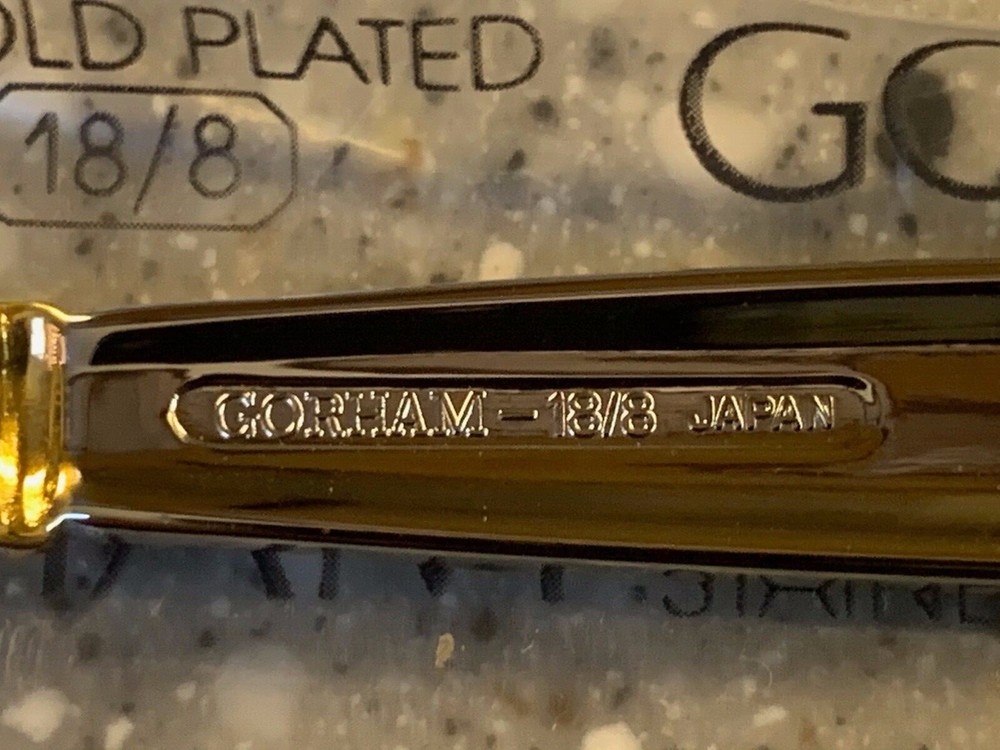 OLD PLATED
18/8
GO
GORHAM - 18/8 JAPAN